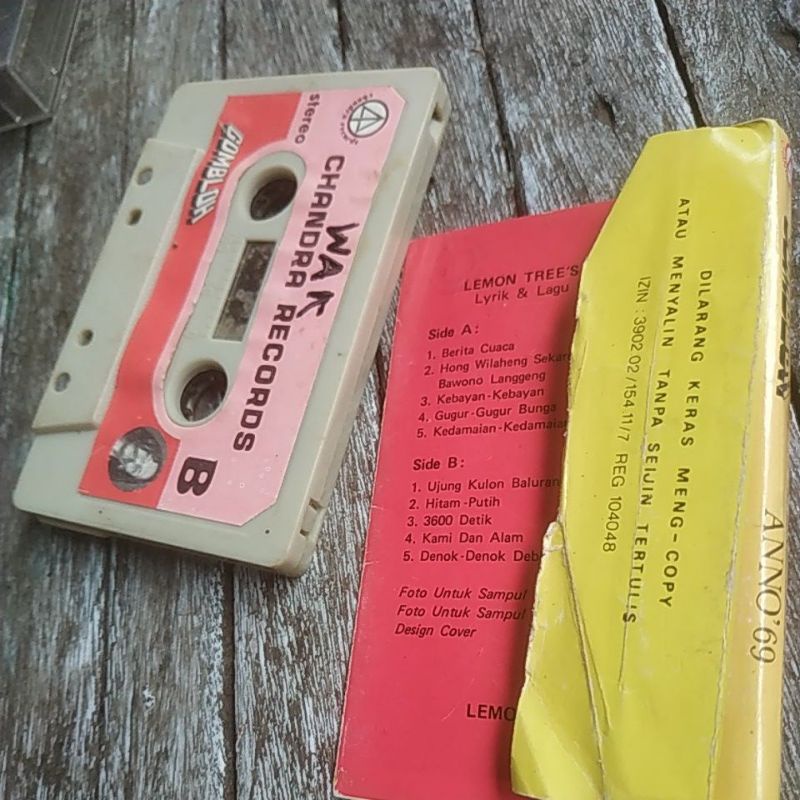 GOMBLOH
stereo
WAK
CHANDRA RECORDS
B
LEMON TREE'S
Lyrik & Lagu
Side A:
1. Berita Cuaca
2. Hong Wilaheng Sekar
Bawono Langgeng
3. Kebayan-Kebayan
4. Gugur-Gugur Bunga
5. Kedamaian-Kedamaian
Side B:
1. Ujung Kulon Baluran
2. Hitam-Putih
3. 3600 Detik
4. Kami Dan Alam
5. Denok-Denok Deb
Foto Untuk Sampul
Foto Untuk Sampul
Design Cover
LEMO
DILARANG KERAS MENG-COPY
ATAU MENYALIN TANPA SEIJIN TERTULIS
IZIN : 3902.02/154.11/7 REG 104048
ANNO'69